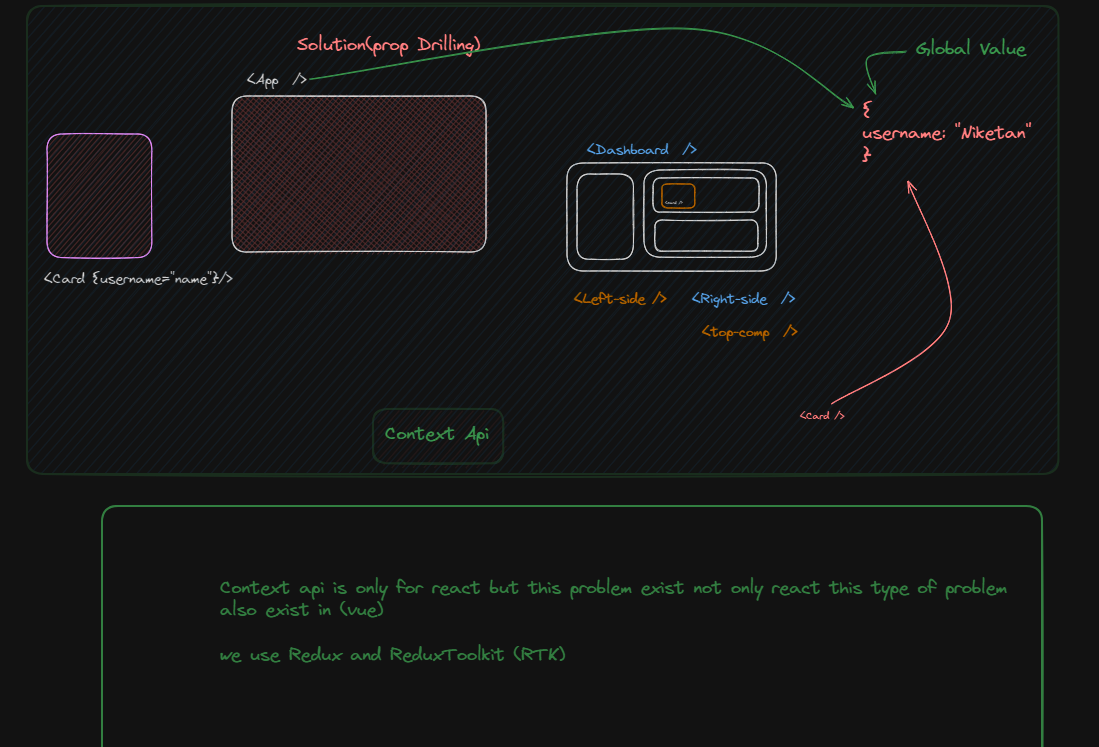 Solution(prop Drilling)
<App />
Global Value
{
username: "Niketan"
}
<Dashboard />
<Card />
<Card {username="name"}/>
<Left-side />
<Right-side />
<top-comp />
<Card />
Context Api
Context api is only for react but this problem exist not only react this type of problem
also exist in (vue)
we use Redux and ReduxToolkit (RTK)